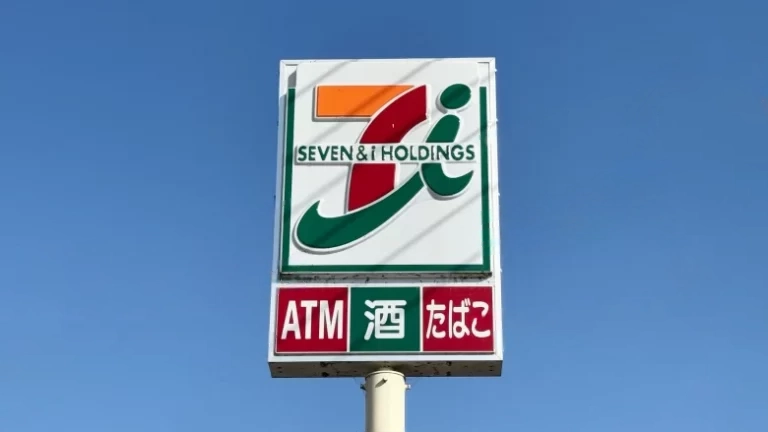 SEVEN & i HOLDINGS
ATM 酒 たばこ